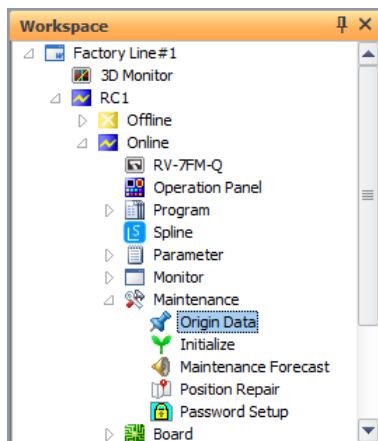 Workspace
Factory Line#1
3D Monitor
RC1
Offline
Online
RV-7FM-Q
Operation Panel
Program
Spline
Parameter
Monitor
Maintenance
Origin Data
Initialize
Maintenance Forecast
Position Repair
Password Setup
Board